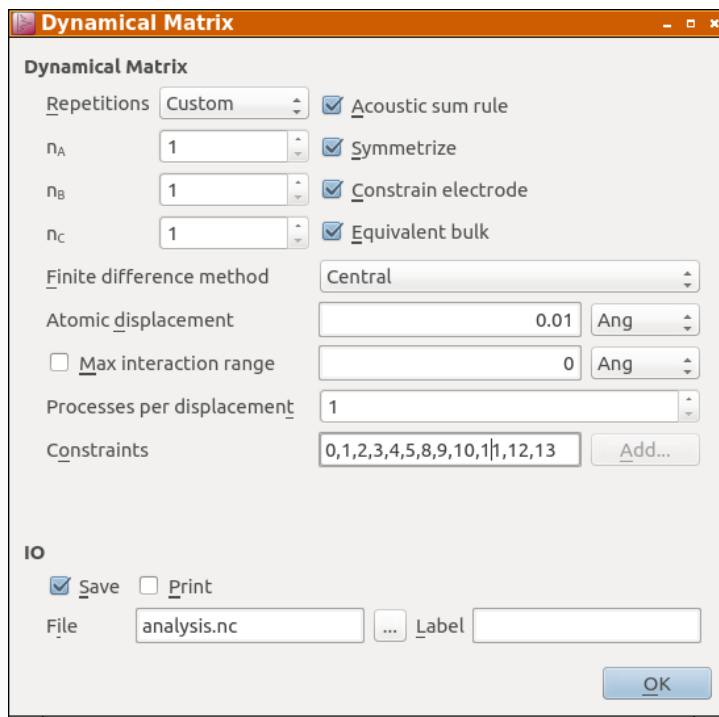 Dynamical Matrix
Dynamical Matrix
Repetitions Custom Acoustic sum rule
nA 1 Symmetrize
nB 1 Constrain electrode
nC 1 Equivalent bulk
Finite difference method Central
Atomic displacement 0.01 Ang
Max interaction range 0 Ang
Processes per displacement 1
Constraints 0,1,2,3,4,5,8,9,10,11,12,13 Add...
IO
Save Print
File analysis.nc ... Label
OK